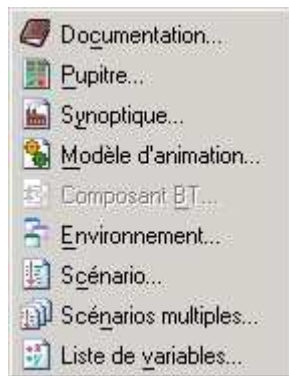 Documentation...
Pupitre...
Synoptique...
Modèle d'animation...
Composant BT...
Environnement...
Scénario...
Scénarios multiples...
Liste de variables...